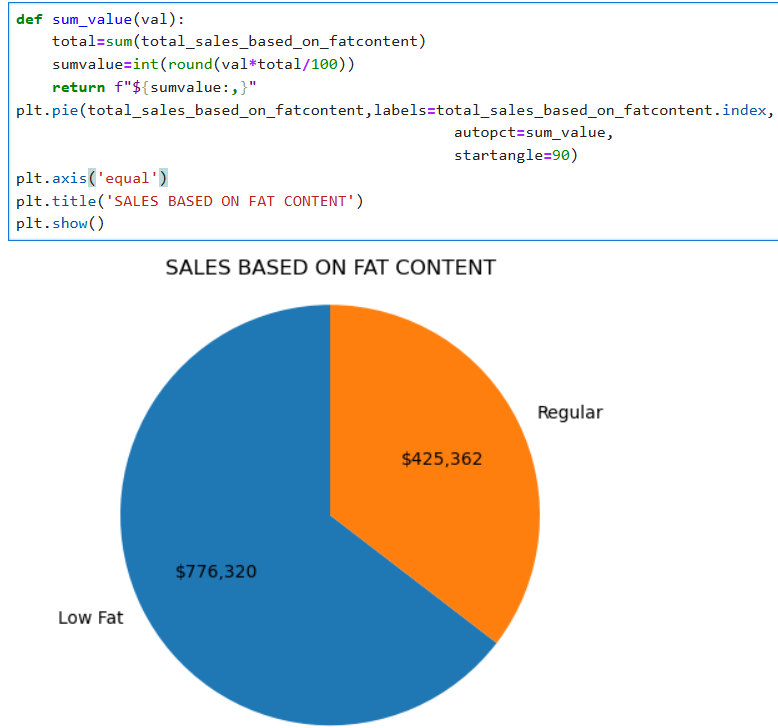 def sum_value(val):
    total=sum(total_sales_based_on_fatcontent)
    sumvalue=int(round(val*total/100))
    return f"${sumvalue:,}"
plt.pie(total_sales_based_on_fatcontent,labels=total_sales_based_on_fatcontent.index,
                                                 autopct=sum_value,
                                                 startangle=90)
plt.axis('equal')
plt.title('SALES BASED ON FAT CONTENT')
plt.show()
SALES BASED ON FAT CONTENT
Regular
$425,362
$776,320
Low Fat